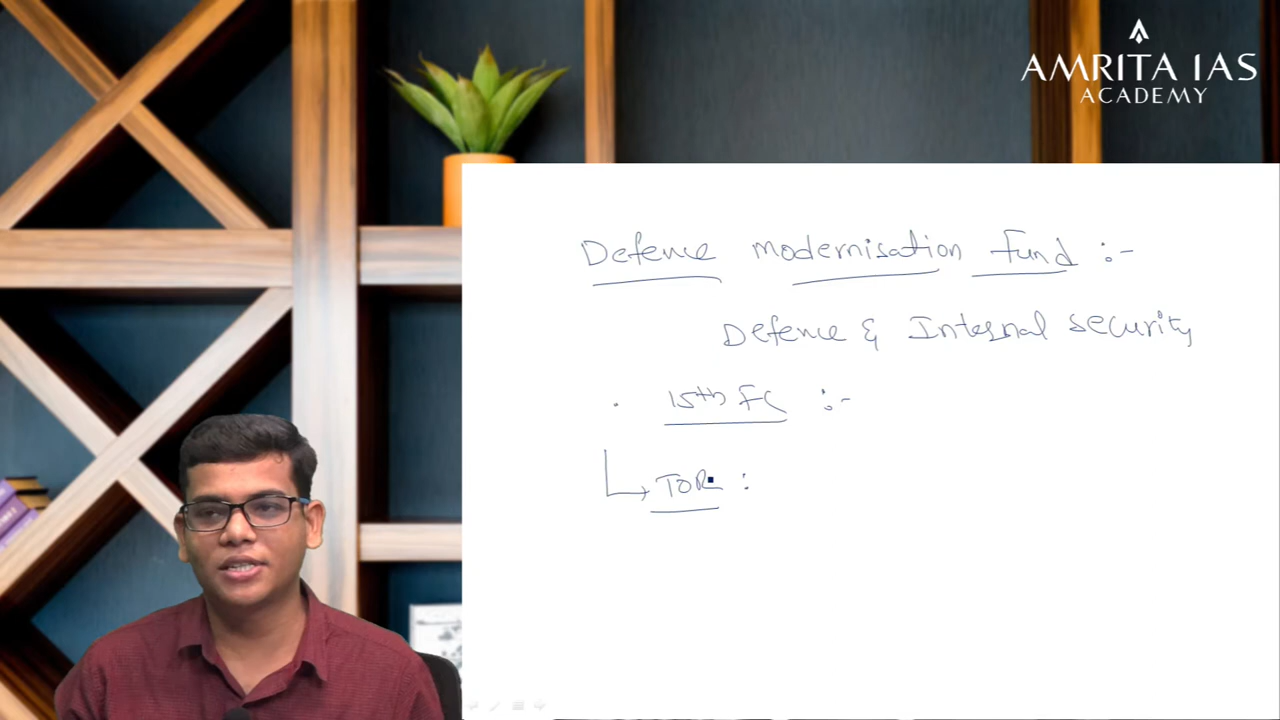 AMRITA IAS
ACADEMY
Defence modernisation Fund :-
Defence & Internal security
. 15th FC :-
TOR :